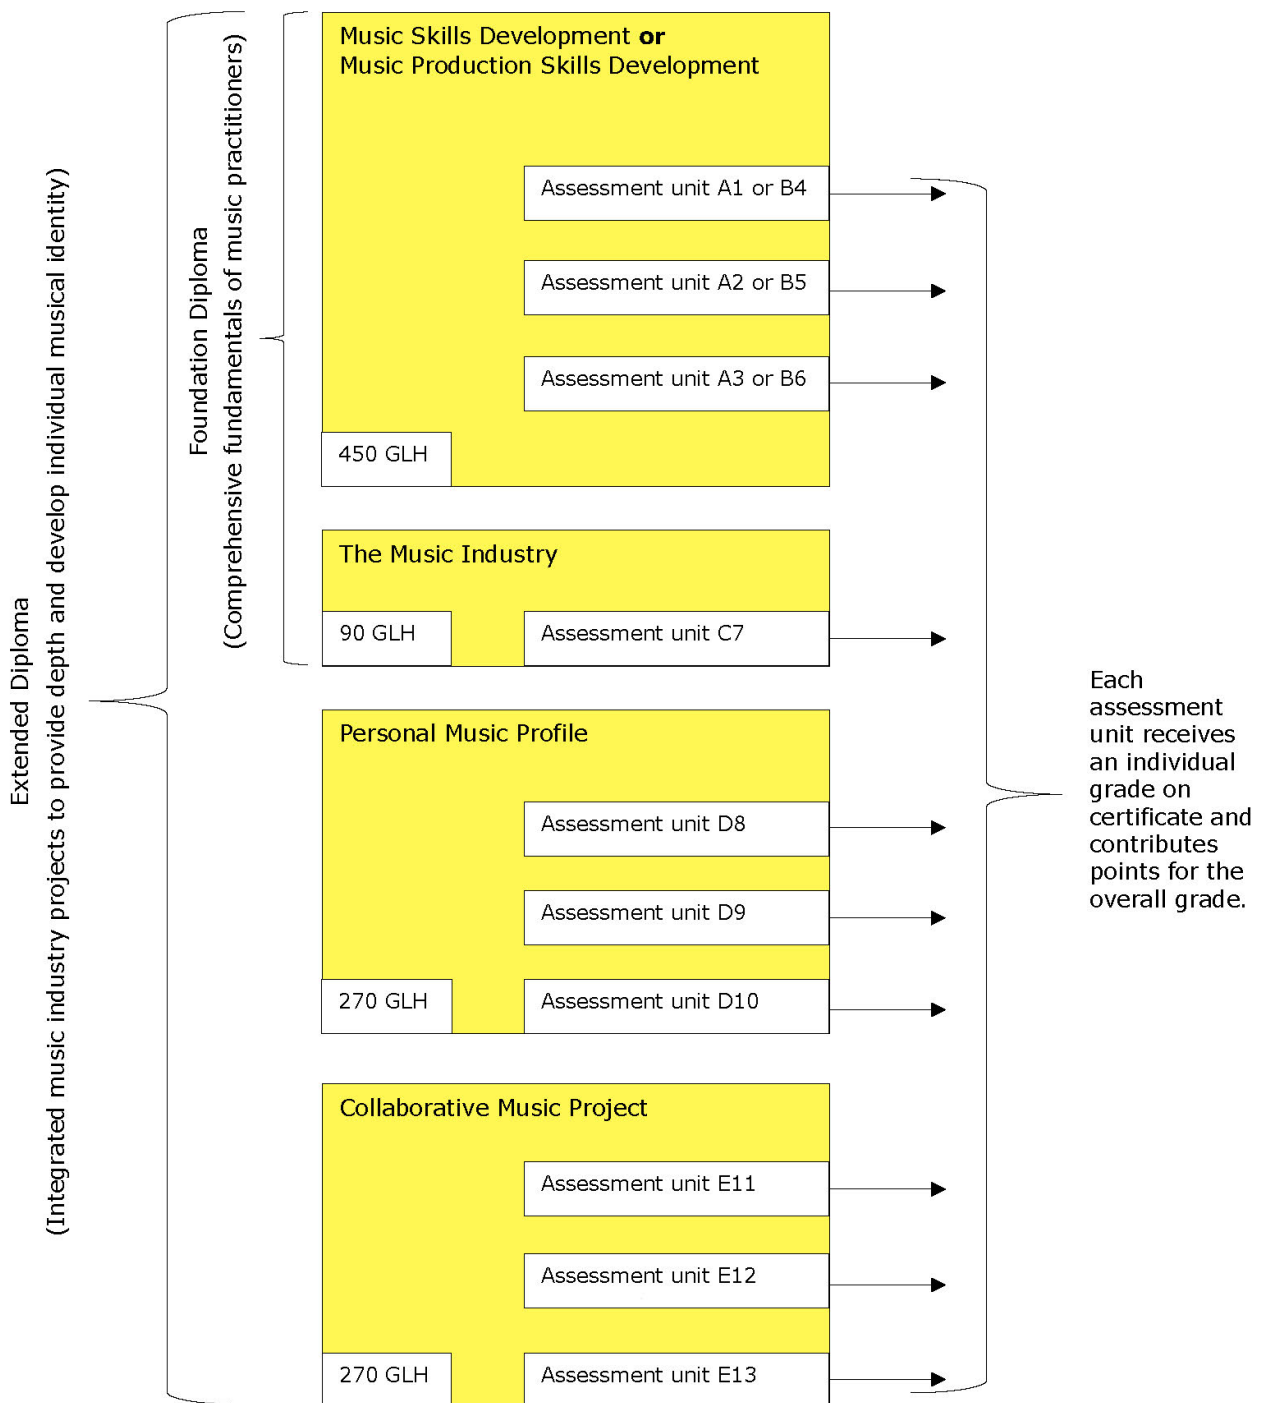 Extended Diploma
(Integrated music industry projects to provide depth and develop individual musical identity)
Foundation Diploma
(Comprehensive fundamentals of music practitioners)
Music Skills Development or
Music Production Skills Development
Assessment unit A1 or B4
Assessment unit A2 or B5
Assessment unit A3 or B6
450 GLH
The Music Industry
90 GLH
Assessment unit C7
Personal Music Profile
Assessment unit D8
Assessment unit D9
270 GLH
Assessment unit D10
Collaborative Music Project
Assessment unit E11
Assessment unit E12
270 GLH
Assessment unit E13
Each
assessment
unit receives
an individual
grade on
certificate and
contributes
points for the
overall grade.